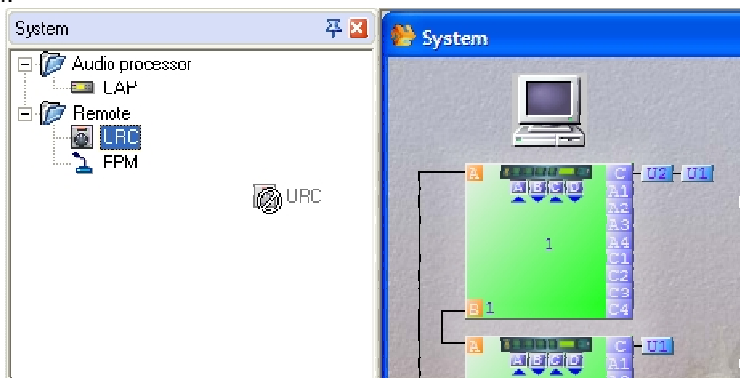 System
Audio processor
LAP
Remote
URC
FPM
URC
System
A C U2 U1
A B C D A1
A2
A3
1 A4
C1
C2
C3
B 1 C4
A C U1
A B C D A1